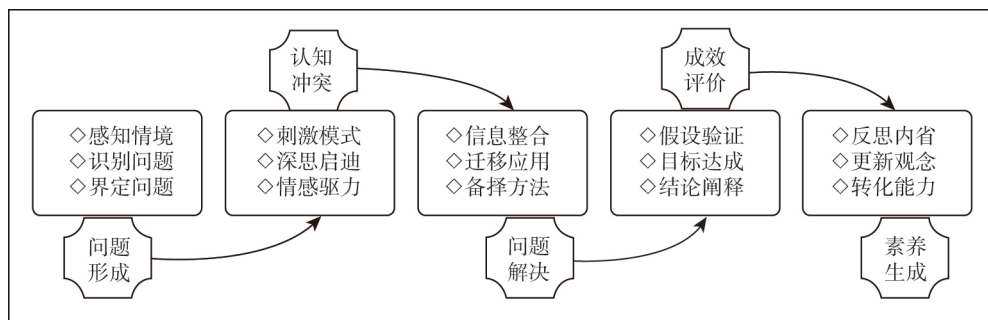 认知
冲突
成效
评价
◇感知情境
◇识别问题
◇界定问题
◇刺激模式
◇深思启迪
◇情感驱力
◇信息整合
◇迁移应用
◇备择方法
◇假设验证
◇目标达成
◇结论阐释
◇反思内省
◇更新观念
◇转化能力
问题
形成
问题
解决
素养
生成